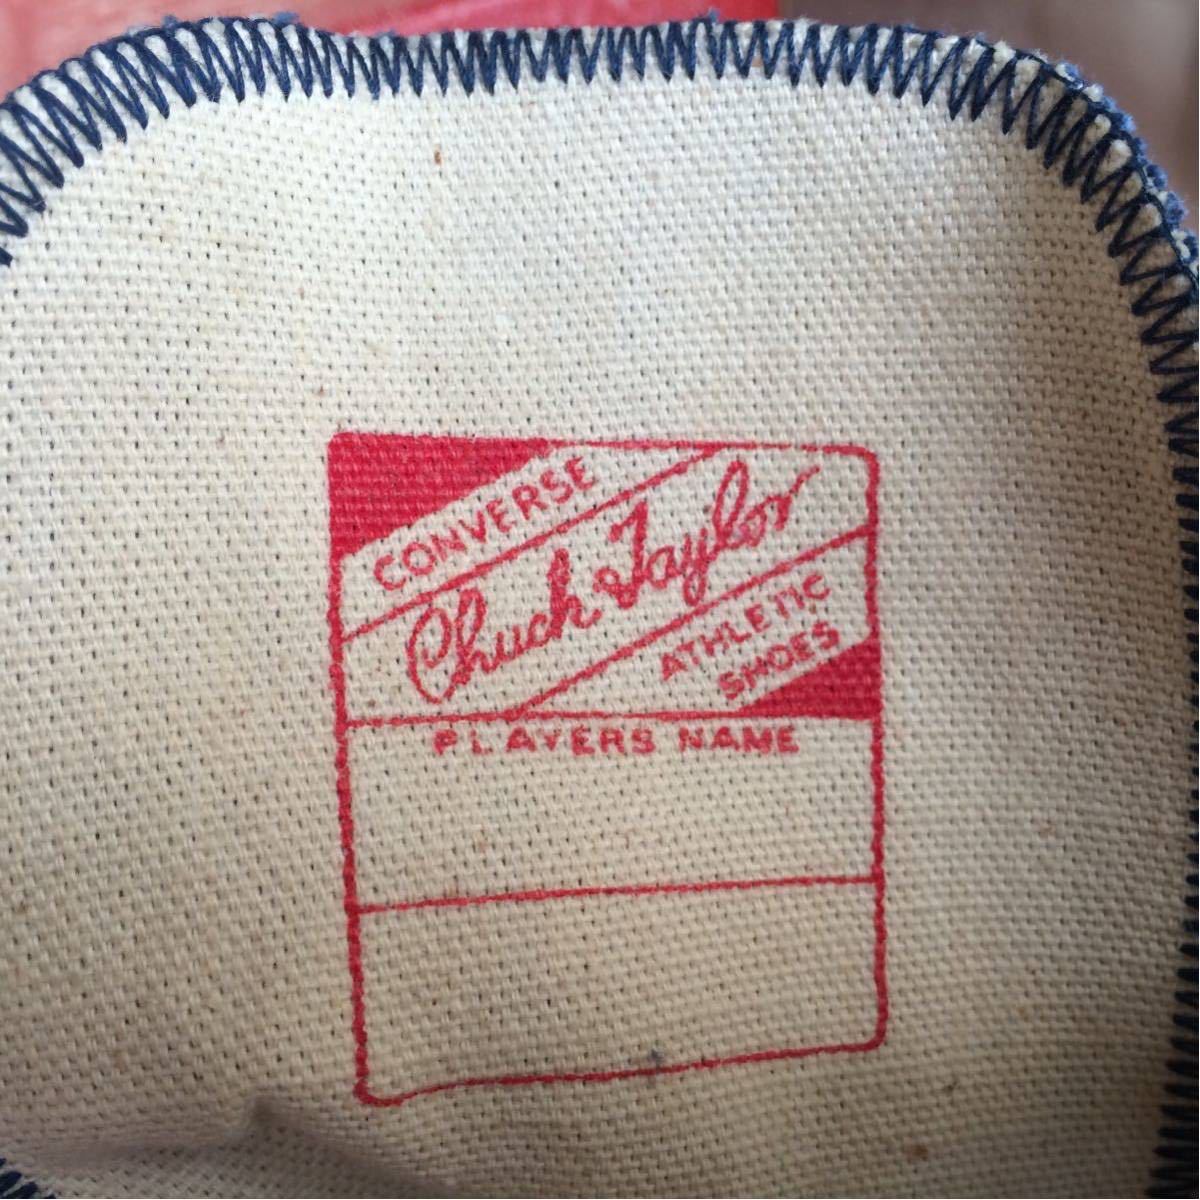 CONVERSE
Chuck Taylor
ATHLETIC
SHOES
PLAYERS NAME